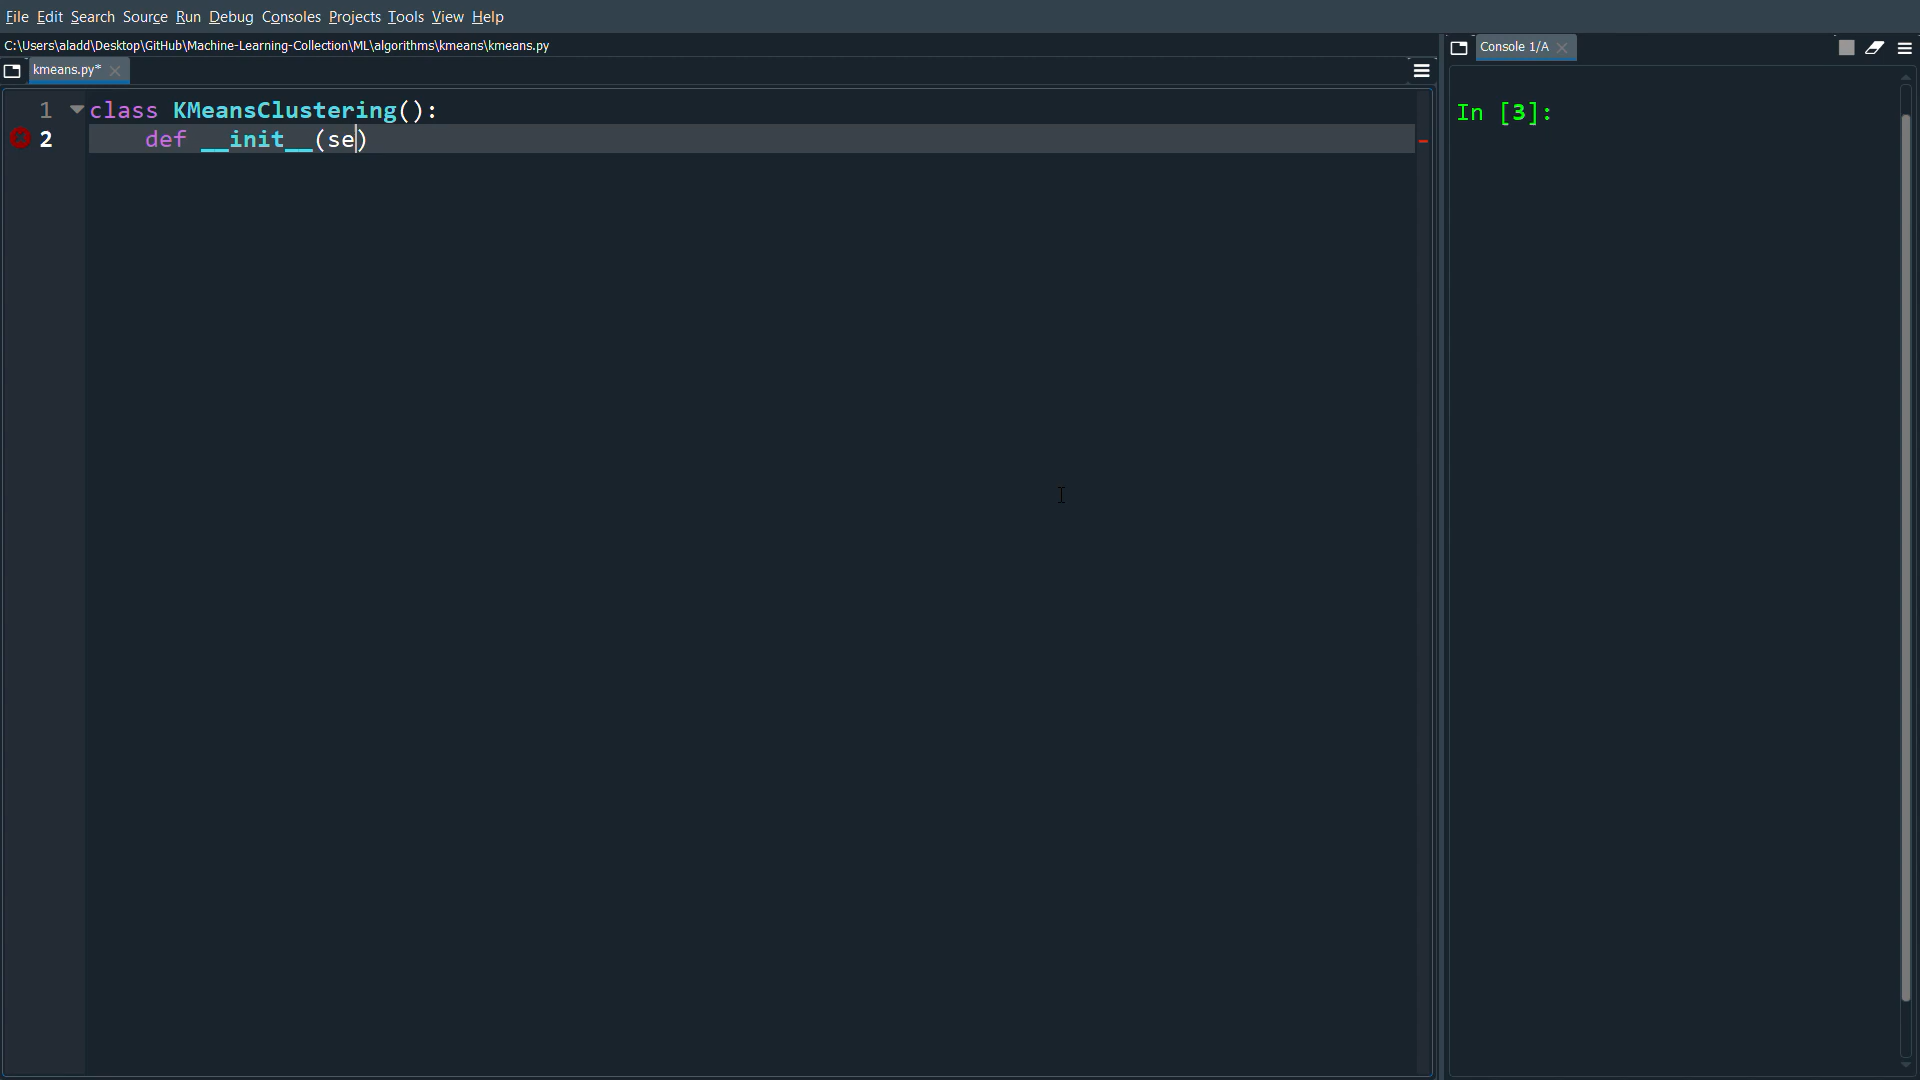 File Edit Search Source Run Debug Consoles Projects Tools View Help
C:\Users\aladd\Desktop\GitHub\Machine-Learning-Collection\ML\algorithms\kmeans\kmeans.py
kmeans.py*
Console 1/A
1 class KMeansClustering():
2 def __init__(se)
In [3]: